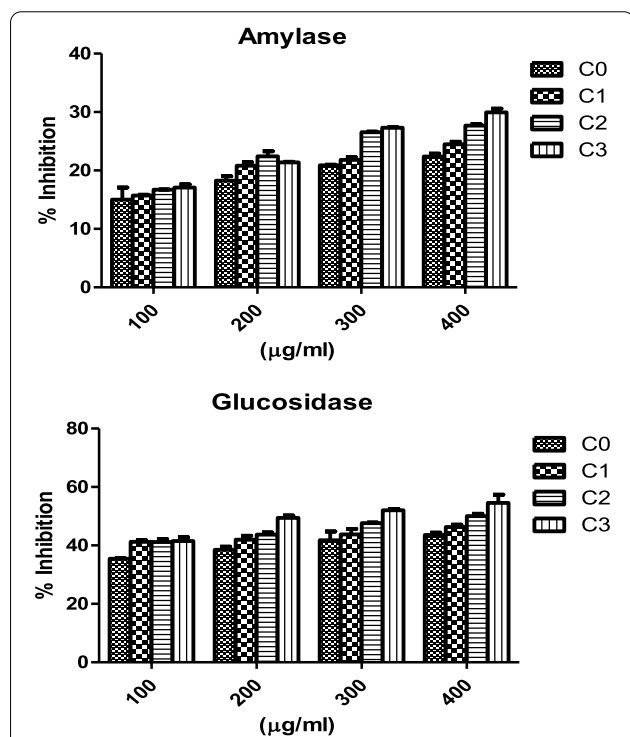 Amylase
40
30
20
10
0
% Inhibition
100
200
300
400
(μg/ml)
C0
C1
C2
C3
Glucosidase
80
60
40
20
0
% Inhibition
100
200
300
400
(μg/ml)
C0
C1
C2
C3